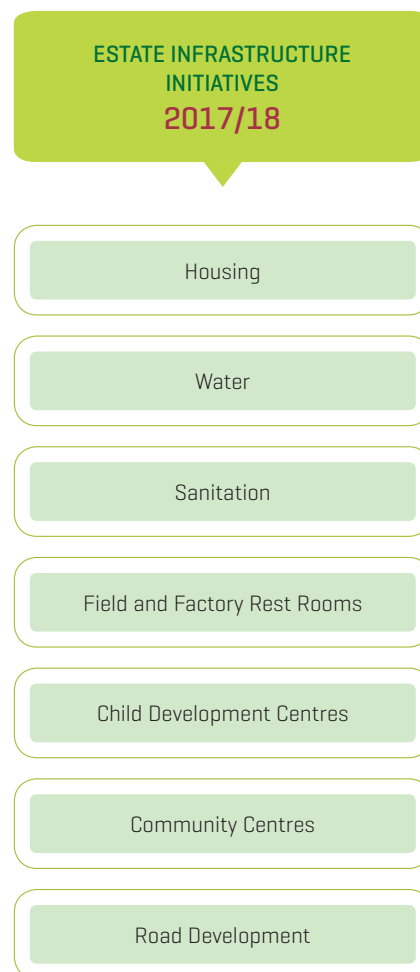 ESTATE INFRASTRUCTURE
INITIATIVES
2017/18
Housing
Water
Sanitation
Field and Factory Rest Rooms
Child Development Centres
Community Centres
Road Development